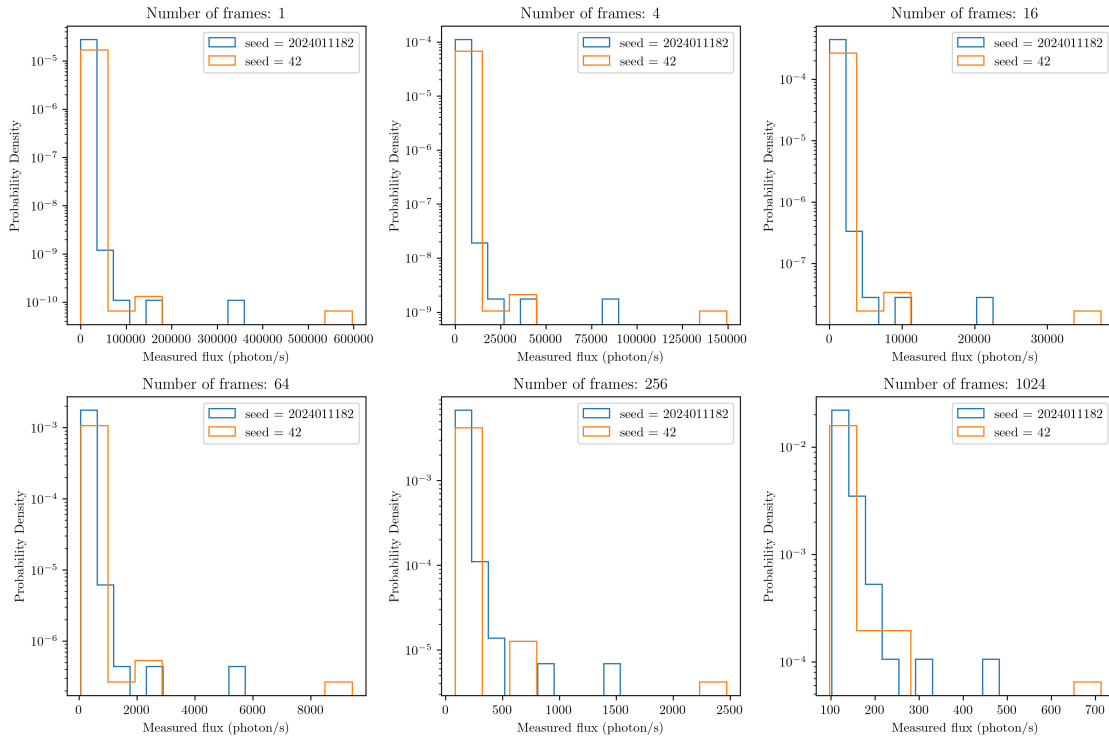 Number of frames: 1
Number of frames: 4
Number of frames: 16
Probability Density
10⁻⁵
10⁻⁶
10⁻⁷
10⁻⁸
10⁻⁹
10⁻¹⁰
seed = 2024011182
seed = 42
0 100000 200000 300000 400000 500000 600000
Measured flux (photon/s)
Probability Density
10⁻⁴
10⁻⁵
10⁻⁶
10⁻⁷
10⁻⁸
10⁻⁹
seed = 2024011182
seed = 42
0 25000 50000 75000 100000 125000 150000
Measured flux (photon/s)
Probability Density
10⁻⁴
10⁻⁵
10⁻⁶
10⁻⁷
seed = 2024011182
seed = 42
0 10000 20000 30000
Measured flux (photon/s)
Number of frames: 64
Number of frames: 256
Number of frames: 1024
Probability Density
10⁻³
10⁻⁴
10⁻⁵
10⁻⁶
seed = 2024011182
seed = 42
0 2000 4000 6000 8000
Measured flux (photon/s)
Probability Density
10⁻³
10⁻⁴
10⁻⁵
seed = 2024011182
seed = 42
0 500 1000 1500 2000 2500
Measured flux (photon/s)
Probability Density
10⁻²
10⁻³
10⁻⁴
seed = 2024011182
seed = 42
100 200 300 400 500 600 700
Measured flux (photon/s)